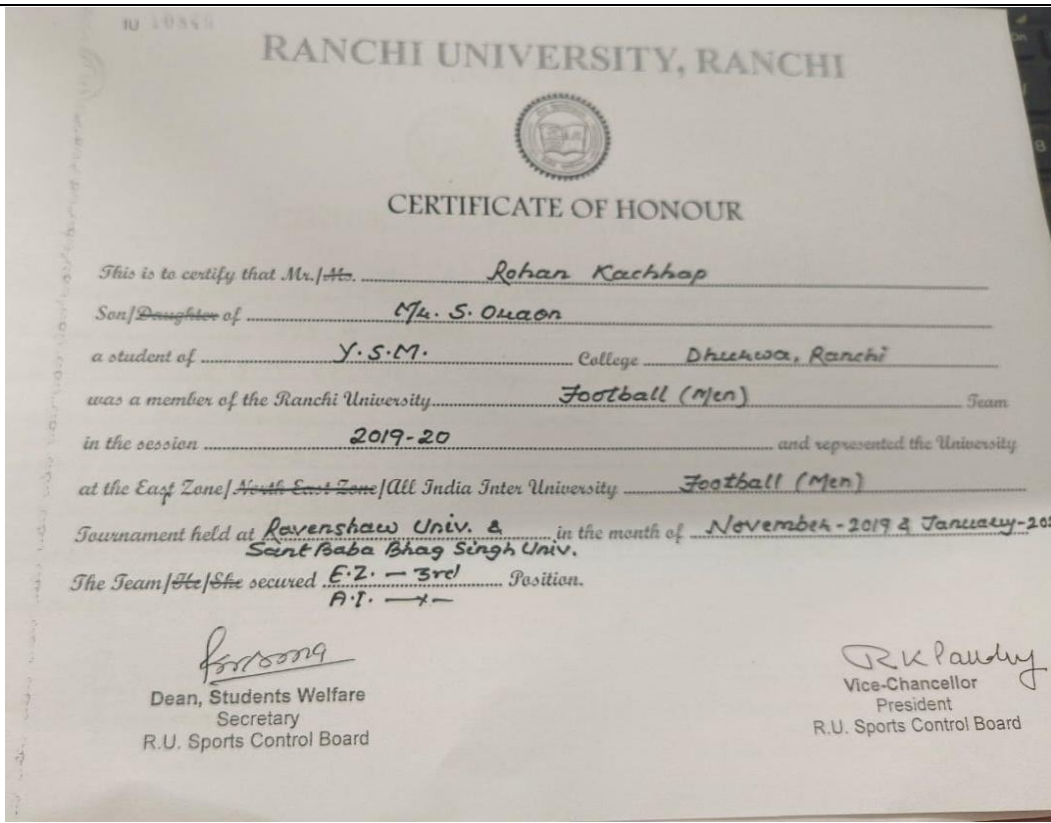 RANCHI UNIVERSITY, RANCHI
CERTIFICATE OF HONOUR
This is to certify that Mr./Ms. Rohan Kachhap
Son/Daughter of Mr. S. Oraon
a student of Y.S.M. College Dhurwa, Ranchi
was a member of the Ranchi University Football (Men) Team
in the session 2019-20 and represented the University
at the East Zone/North East Zone/All India Inter University Football (Men)
Tournament held at Ravenshaw Univ. & in the month of November-2019 & January-202
Sant Baba Bhag Singh Univ.
The Team/He/She secured E.Z. — 3rd Position.
A.I. —x—
Dean, Students Welfare
Secretary
R.U. Sports Control Board
R K Pandey
Vice-Chancellor
President
R.U. Sports Control Board